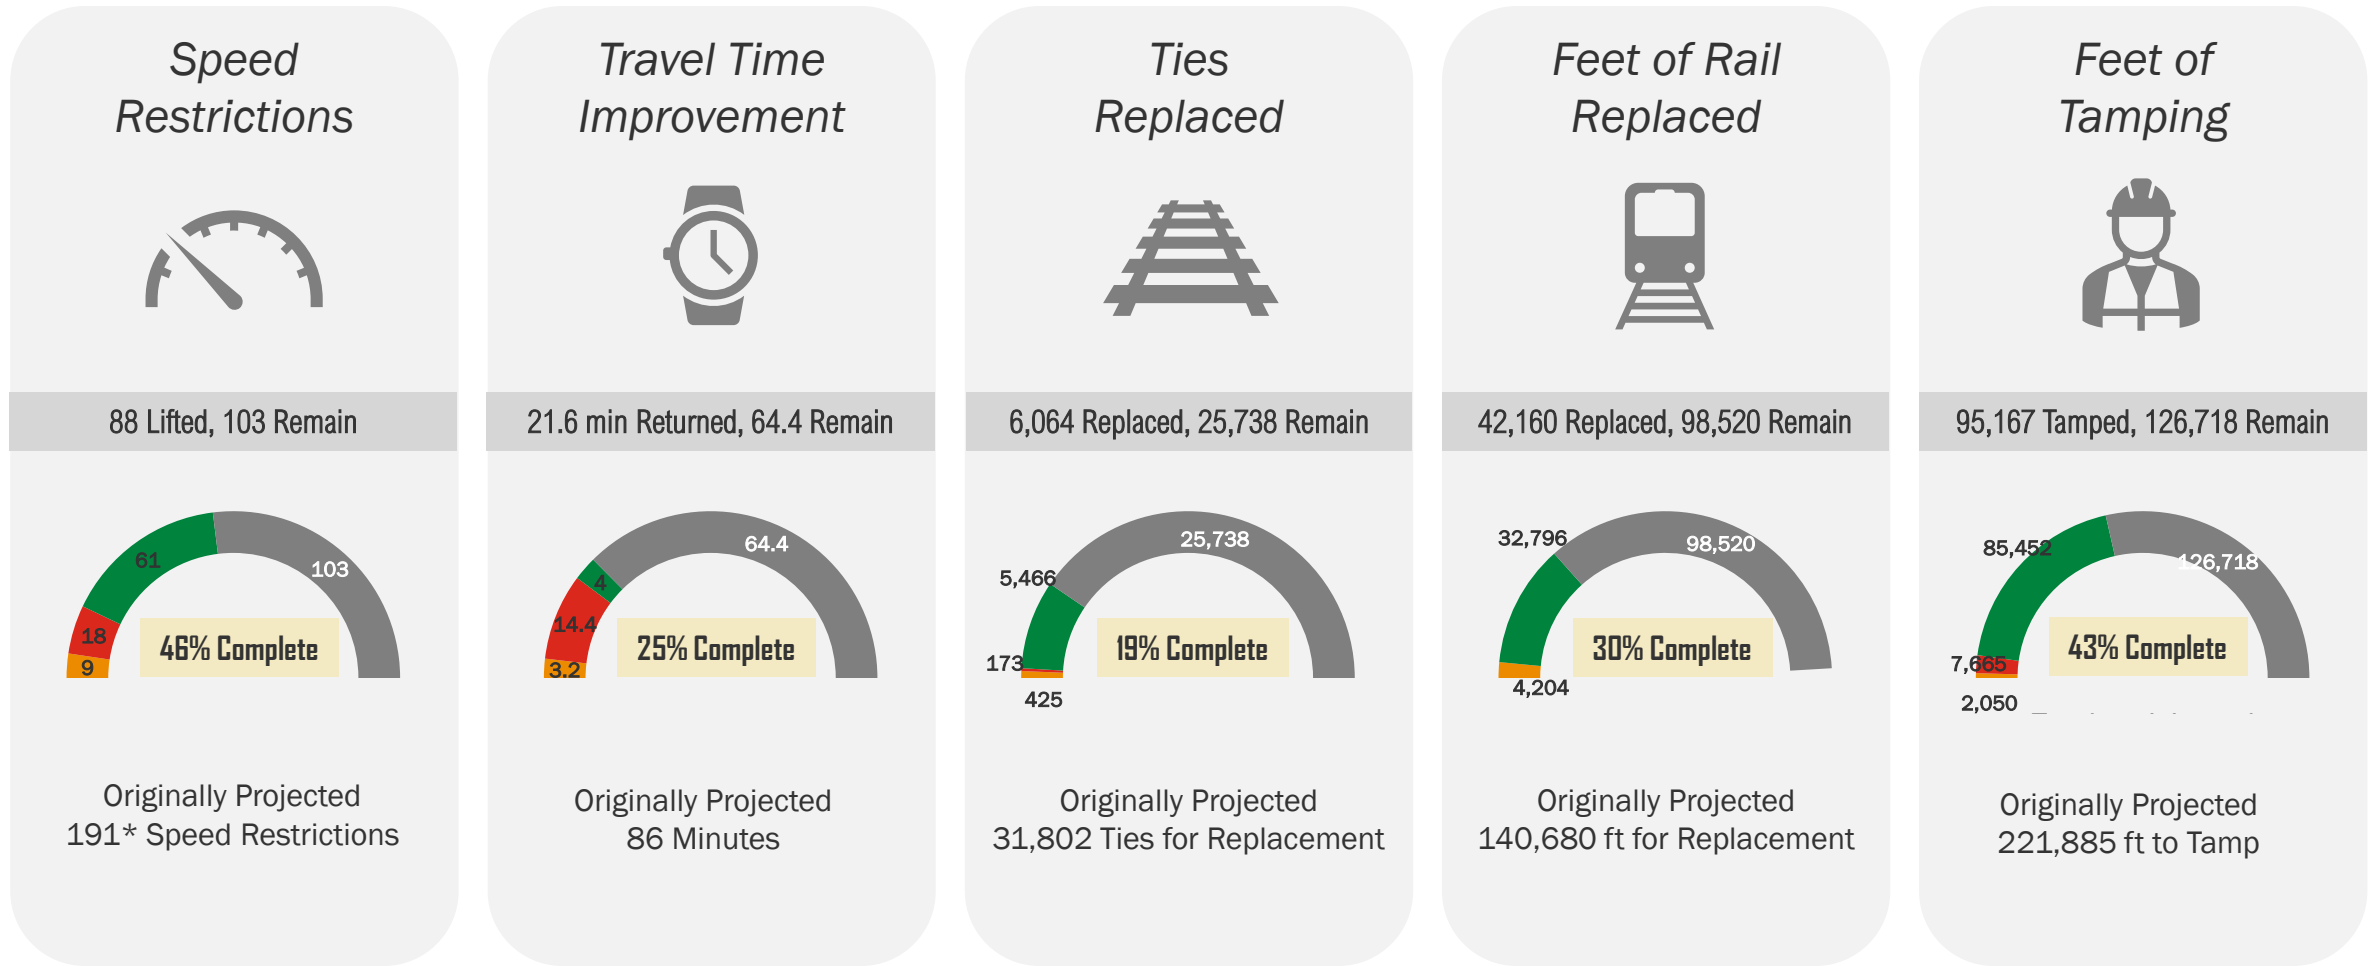 Speed
Restrictions
88 Lifted, 103 Remain
61
103
18
9
46% Complete
Originally Projected
191* Speed Restrictions
Travel Time
Improvement
21.6 min Returned, 64.4 Remain
64.4
4
14.4
3.2
25% Complete
Originally Projected
86 Minutes
Ties
Replaced
6,064 Replaced, 25,738 Remain
25,738
5,466
173
425
19% Complete
Originally Projected
31,802 Ties for Replacement
Feet of Rail
Replaced
42,160 Replaced, 98,520 Remain
32,796
98,520
4,204
30% Complete
Originally Projected
140,680 ft for Replacement
Feet of
Tamping
95,167 Tamped, 126,718 Remain
85,452
126,718
7,665
2,050
43% Complete
Originally Projected
221,885 ft to Tamp